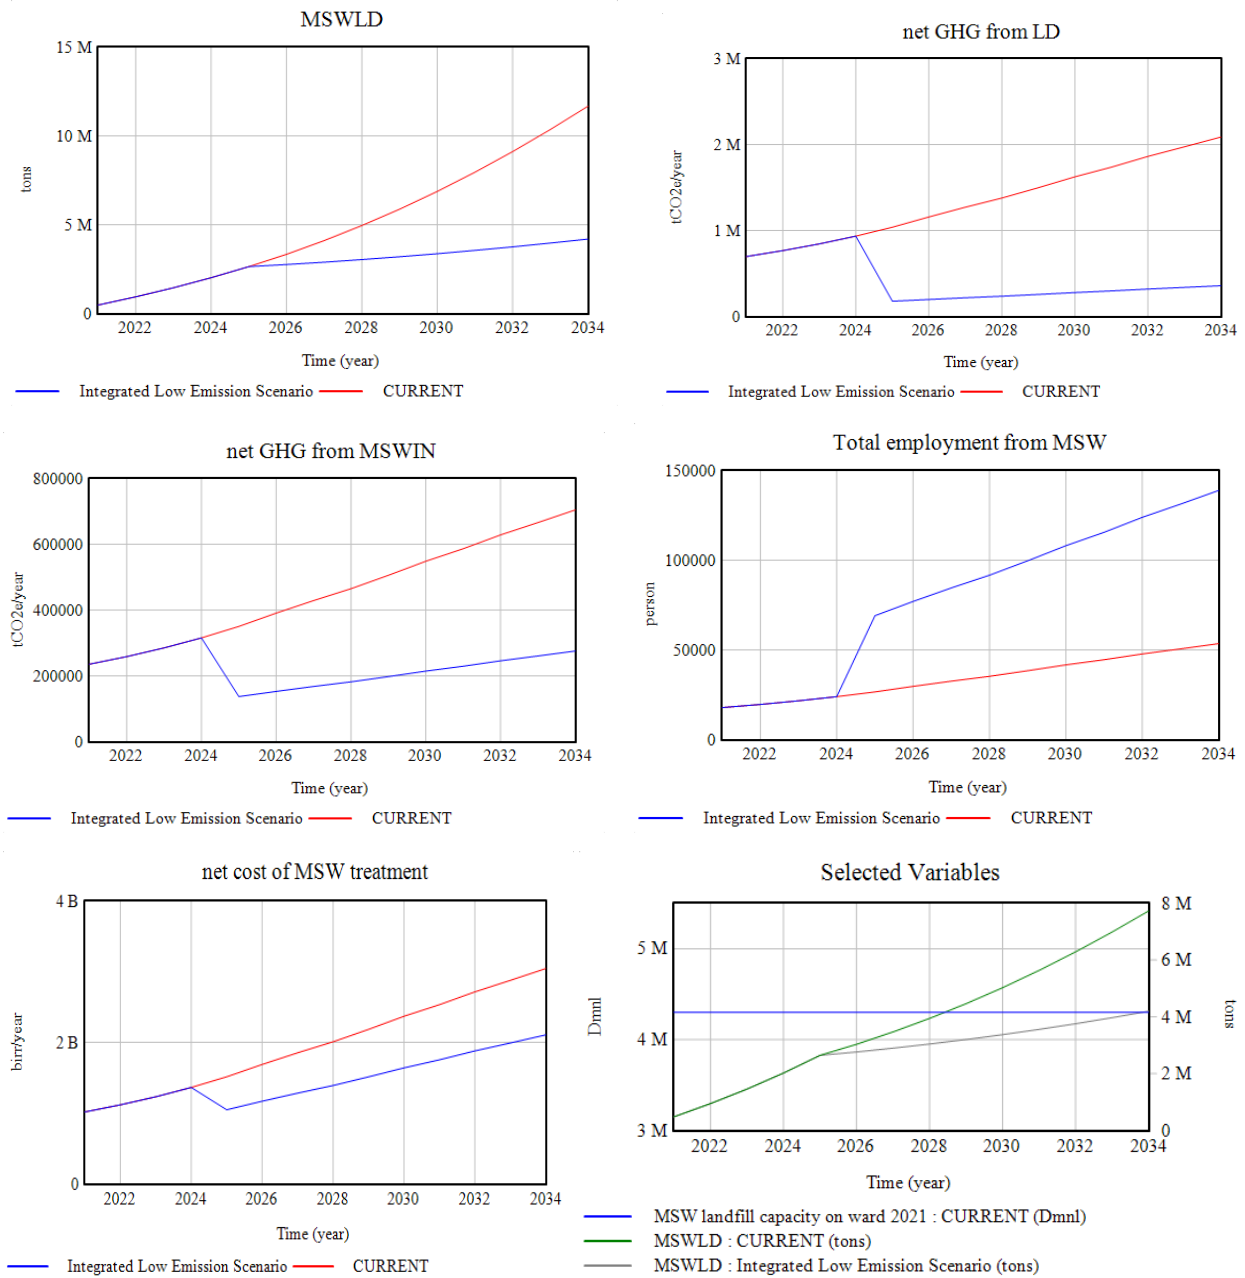 MSWLD
15 M
10 M
5 M
0
tons
2022 2024 2026 2028 2030 2032 2034
Time (year)
Integrated Low Emission Scenario CURRENT
net GHG from LD
3 M
2 M
1 M
0
tCO2e/year
2022 2024 2026 2028 2030 2032 2034
Time (year)
Integrated Low Emission Scenario CURRENT
net GHG from MSWIN
800000
600000
400000
200000
0
tCO2e/year
2022 2024 2026 2028 2030 2032 2034
Time (year)
Integrated Low Emission Scenario CURRENT
Total employment from MSW
150000
100000
50000
0
person
2022 2024 2026 2028 2030 2032 2034
Time (year)
Integrated Low Emission Scenario CURRENT
net cost of MSW treatment
4 B
2 B
0
birr/year
2022 2024 2026 2028 2030 2032 2034
Time (year)
Integrated Low Emission Scenario CURRENT
Selected Variables
5 M
4 M
3 M
Dmnl
8 M
6 M
4 M
2 M
0
tons
2022 2024 2026 2028 2030 2032 2034
Time (year)
MSW landfill capacity on ward 2021 : CURRENT (Dmnl)
MSWLD : CURRENT (tons)
MSWLD : Integrated Low Emission Scenario (tons)